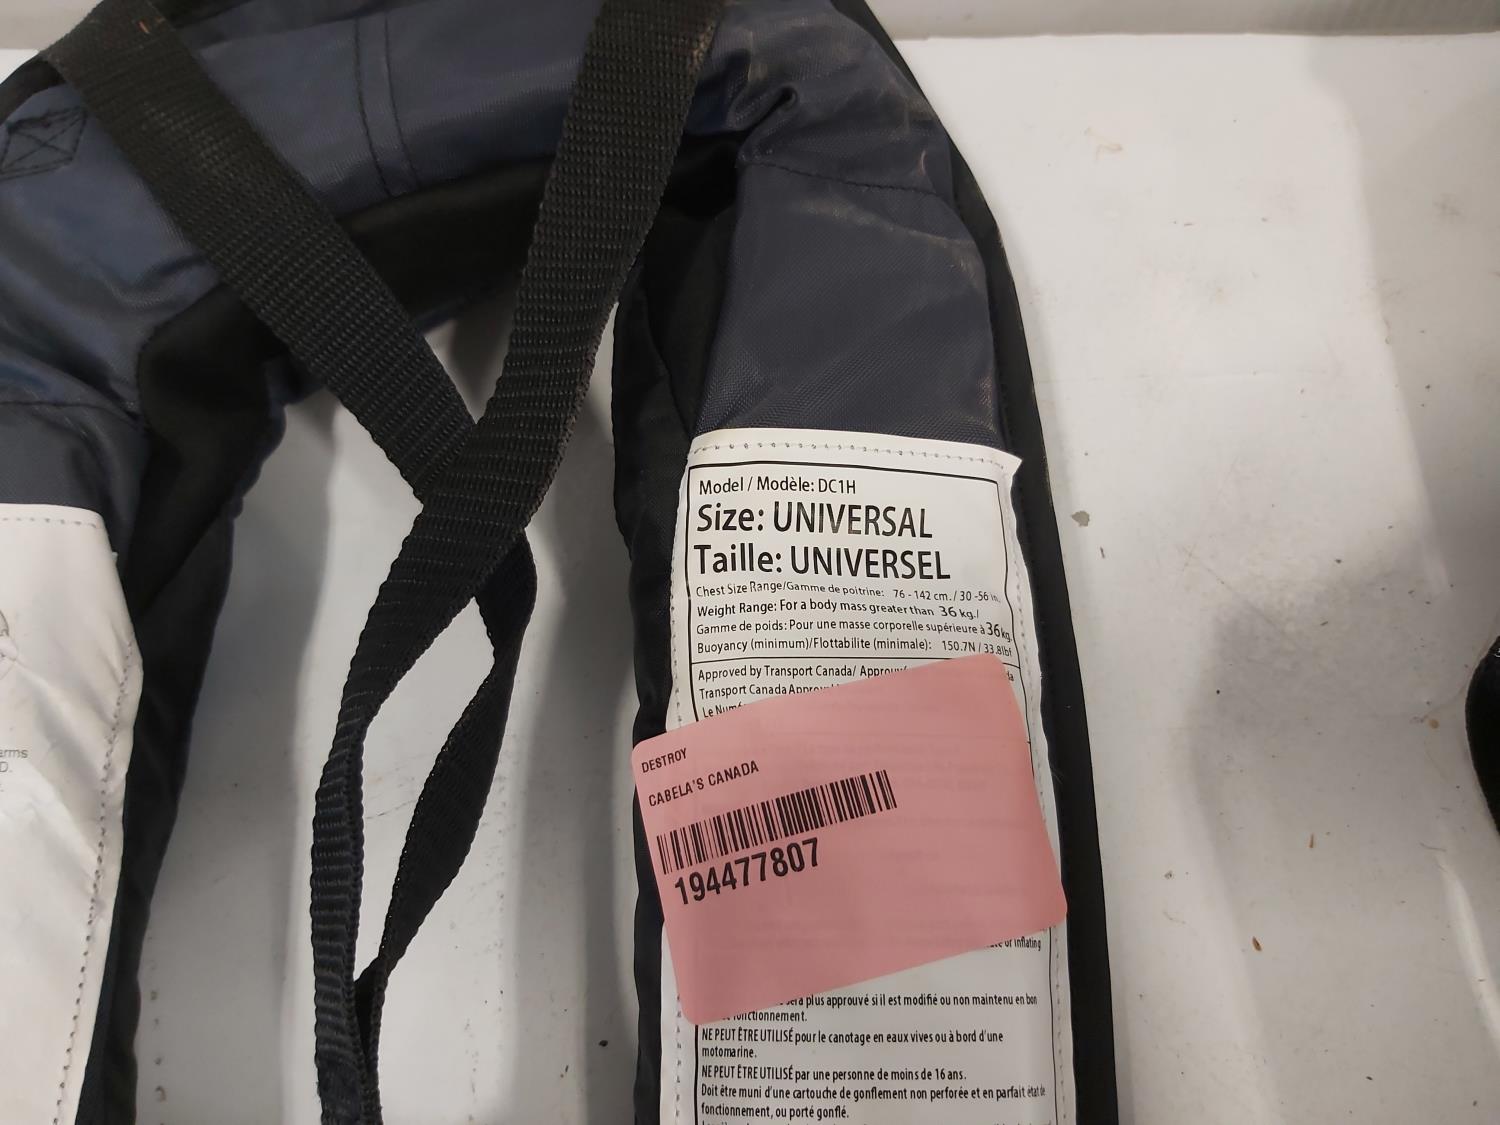 Model / Modèle: DC1H
Size: UNIVERSAL
Taille: UNIVERSEL
Chest Size Range/Gamme de poitrine: 76 - 142 cm. / 30 -56 in.
Weight Range: For a body mass greater than 36 kg./
Gamme de poids: Pour une masse corporelle supérieure à 36 kg.
Buoyancy (minimum)/Flottabilite (minimale): 150.7N / 33.8lbf
Approved by Transport Canada/
Transport Canada
Le
DESTROY
CABELA'S CANADA
194477807
or inflating
plus approuvé si il est modifié ou non maintenu en bon
fonctionnement.
NE PEUT ÊTRE UTILISÉ pour le canotage en eaux vives ou à bord d'une
motomarine.
NE PEUT ÊTRE UTILISÉ par une personne de moins de 16 ans.
Doit être muni d'une cartouche de gonflement non perforée et en parfait état de
fonctionnement, ou porté gonflé.